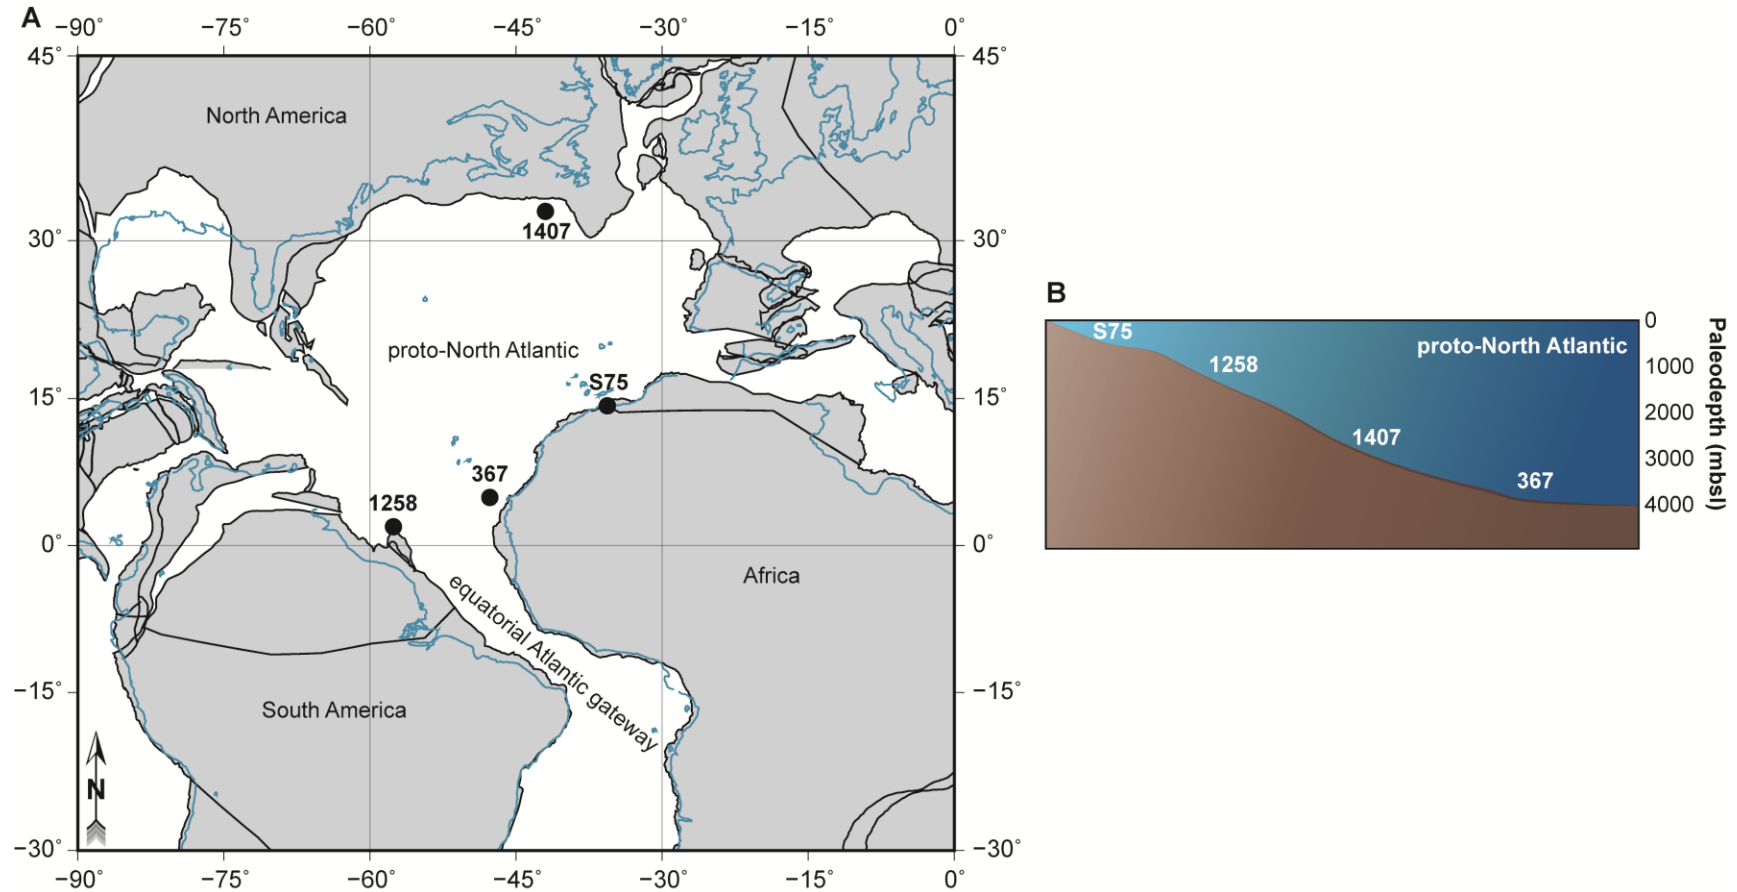 A
−90° −75° −60° −45° −30° −15° 0°
45° 45°
North America
1407
30° 30°
B
proto-North Atlantic
S75
15° 15°
367
1258
0° 0°
Africa
equatorial Atlantic gateway
−15° −15°
South America
N
−30° −30°
−90° −75° −60° −45° −30° −15° 0°
S75 0
proto-North Atlantic
1258 1000
2000
1407
3000
367
4000
Paleodepth (mbsl)